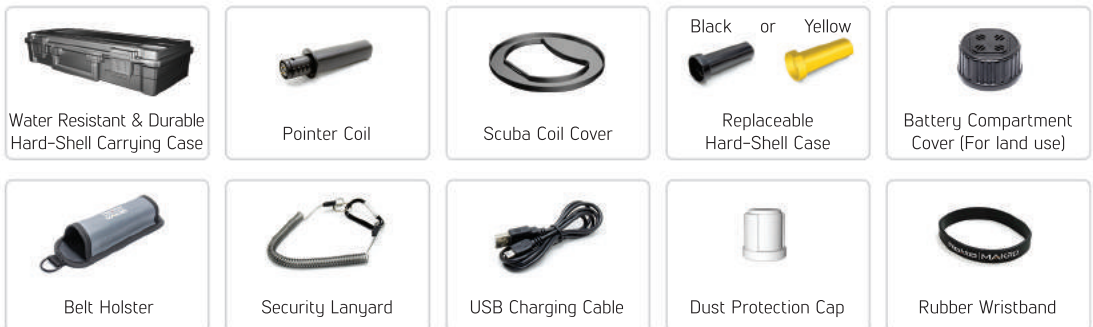 Black or Yellow
Water Resistant & Durable
Hard-Shell Carrying Case
Pointer Coil
Scuba Coil Cover
Replaceable
Hard-Shell Case
Battery Compartment
Cover (For land use)
Belt Holster
Security Lanyard
USB Charging Cable
Dust Protection Cap
Rubber Wristband
MAKRO